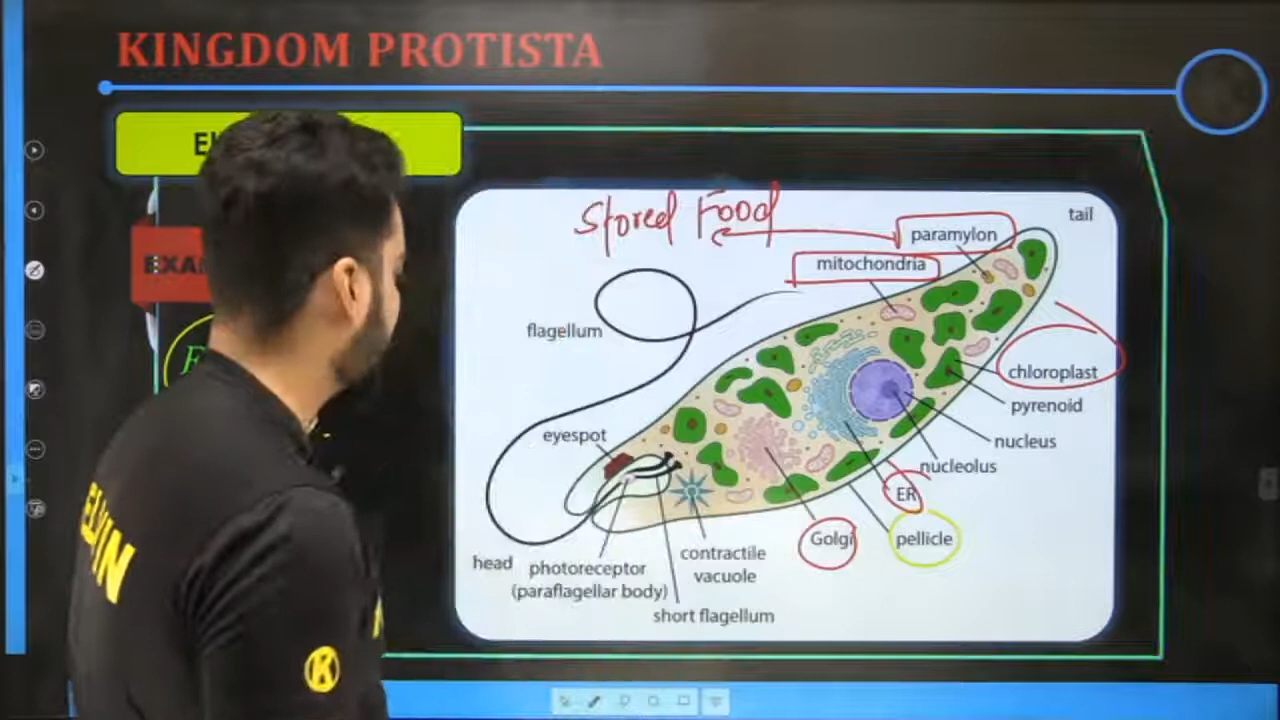 KINGDOM PROTISTA
Stored Food
tail
paramylon
mitochondria
flagellum
chloroplast
pyrenoid
eyespot
nucleus
nucleolus
ER
Golgi
pellicle
head
photoreceptor
(paraflagellar body)
contractile
vacuole
short flagellum
ELVIN
K